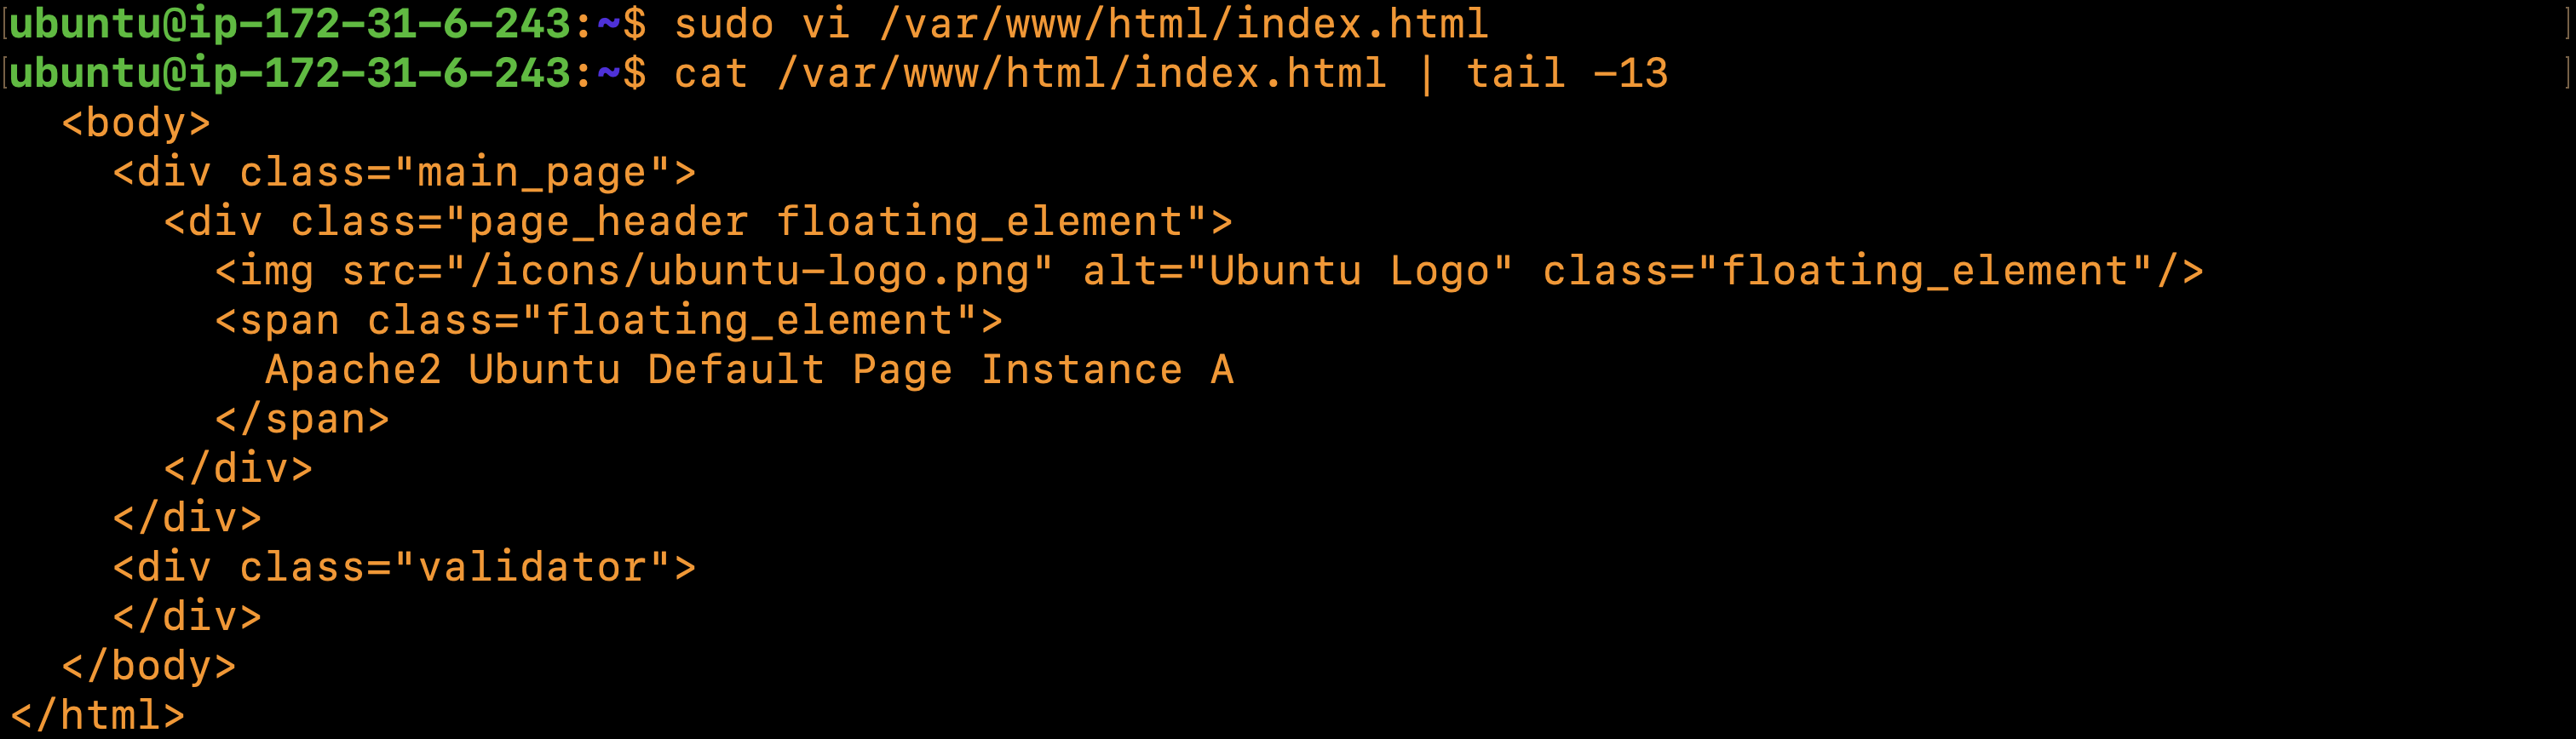 [ubuntu@ip-172-31-6-243:~$ sudo vi /var/www/html/index.html ]
[ubuntu@ip-172-31-6-243:~$ cat /var/www/html/index.html | tail -13 ]
  <body>
    <div class="main_page">
      <div class="page_header floating_element">
        <img src="/icons/ubuntu-logo.png" alt="Ubuntu Logo" class="floating_element"/>
        <span class="floating_element">
          Apache2 Ubuntu Default Page Instance A
        </span>
      </div>
    </div>
    <div class="validator">
    </div>
  </body>
</html>